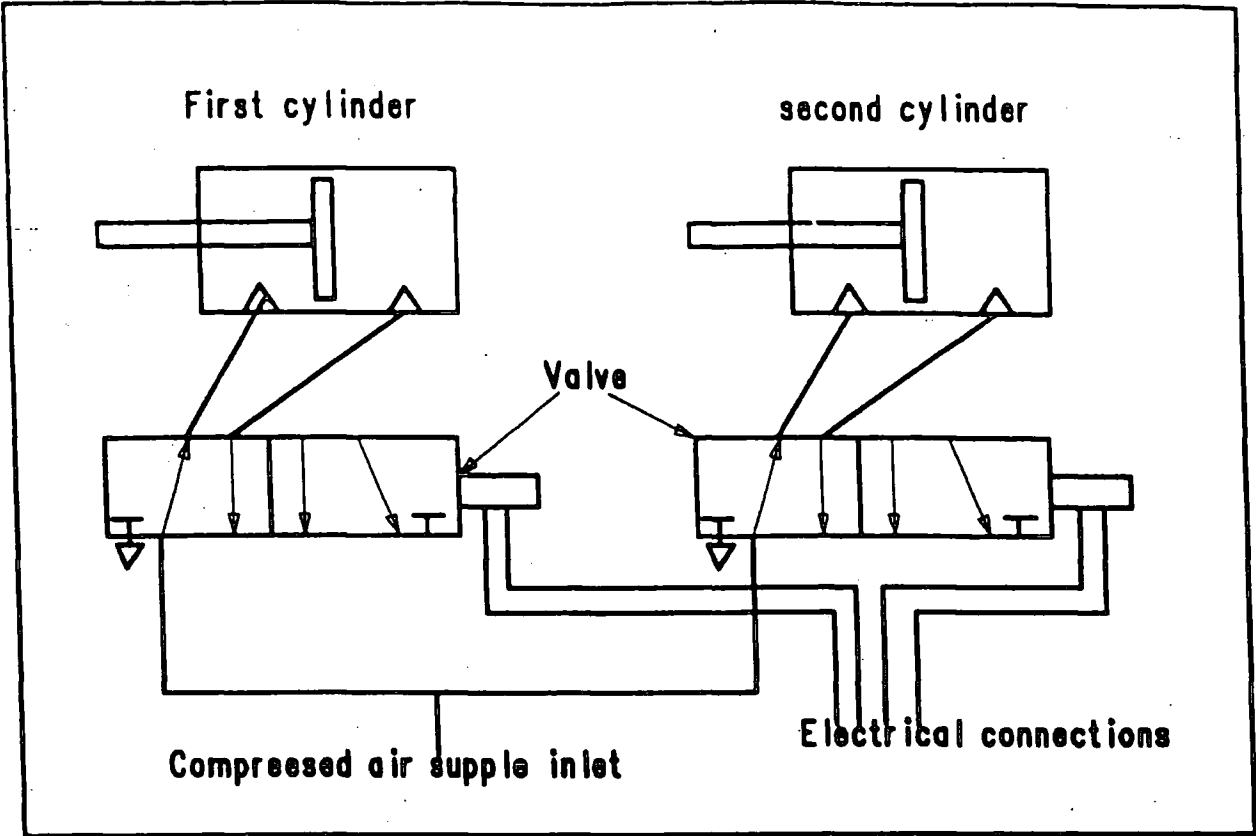 First cylinder
second cylinder
Valve
Electrical connections
Compreesed air supple inlet